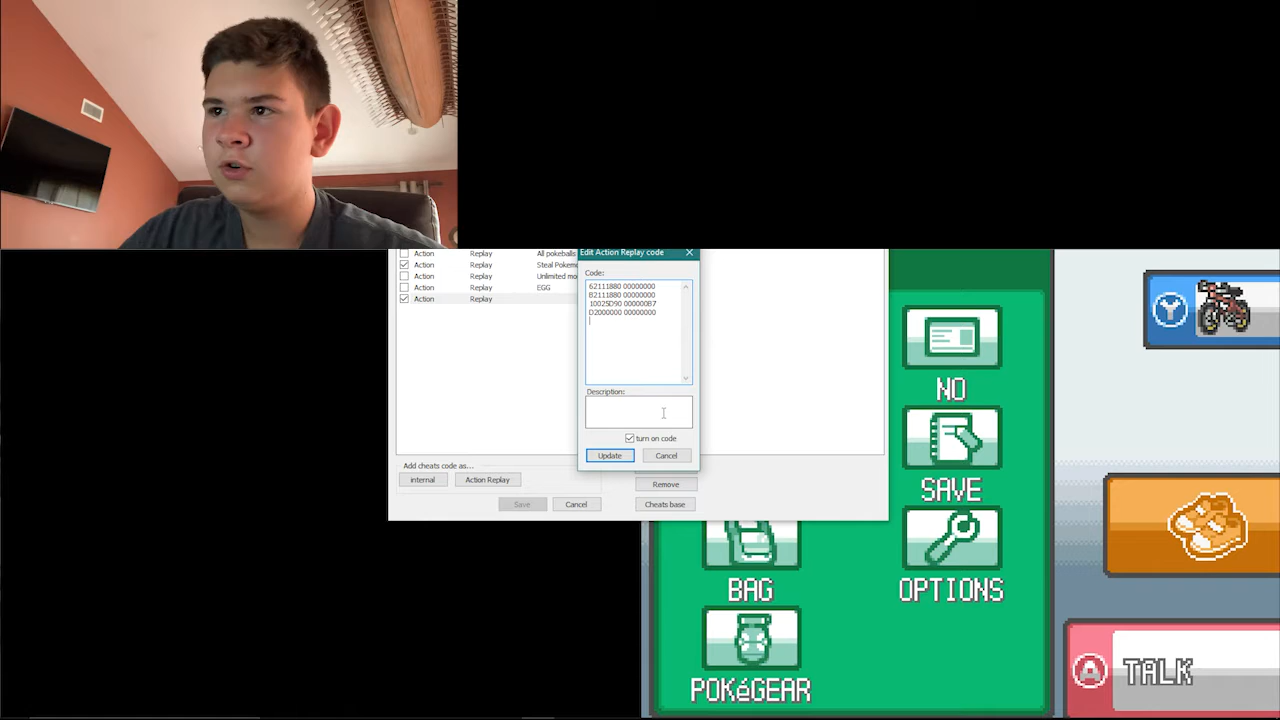 Edit Action Replay code
Action Replay All pokeballs
Code:
Action Replay Steal Pokem
Action Replay Unlimited mo
Action Replay EGG
Action Replay
62111880 00000000
B2111880 00000000
10025D90 000000B7
D2000000 00000000
Description:
turn on code
Update Cancel
Add cheats code as...
internal Action Replay
Remove
Save Cancel
Cheats base
Y
NO
SAVE
BAG
OPTIONS
POKéGEAR
A TALK